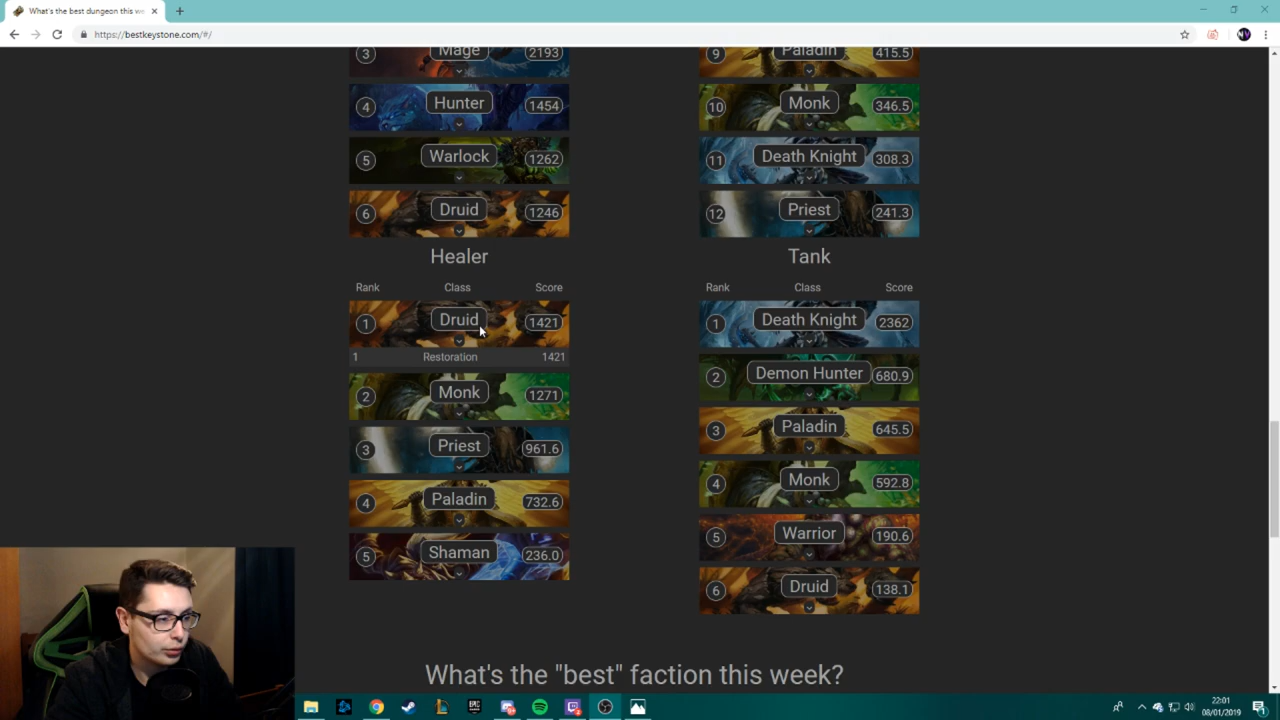 What's the best dungeon this we
https://bestkeystone.com/#/
3 Mage 2193
4 Hunter 1454
5 Warlock 1262
6 Druid 1246
9 Paladin 415.5
10 Monk 346.5
11 Death Knight 308.3
12 Priest 241.3
Healer
Rank Class Score
1 Druid 1421
1 Restoration 1421
2 Monk 1271
3 Priest 961.6
4 Paladin 732.6
5 Shaman 236.0
Tank
Rank Class Score
1 Death Knight 2362
2 Demon Hunter 680.9
3 Paladin 645.5
4 Monk 592.8
5 Warrior 190.6
6 Druid 138.1
What's the "best" faction this week?
22:01
08/01/2019